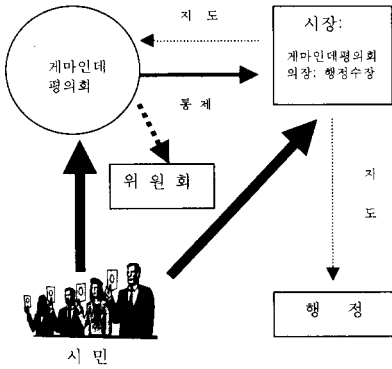 지 도
시장:
게마인데평의회
의장: 행정수장
게마인데
평의회
통 제
위 원 회
지
도
행 정
시 민